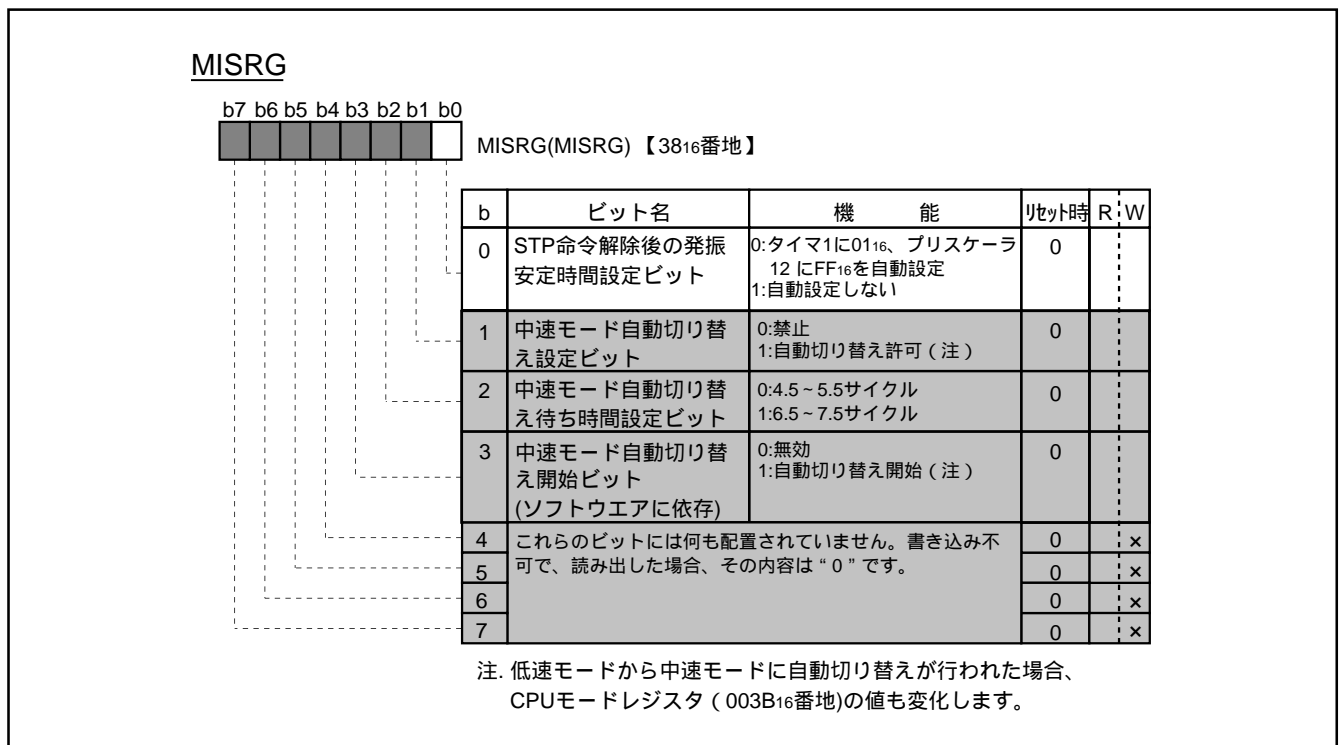 MISRG
b7 b6 b5 b4 b3 b2 b1 b0
MISRG(MISRG)【3816番地】
b ビット名 機 能 リセット時 R W
0 STP命令解除後の発振 0:タイマ1に0116、プリスケーラ 0
安定時間設定ビット 12 にFF16を自動設定
1:自動設定しない
1 中速モード自動切り替 0:禁止 0
え設定ビット 1:自動切り替え許可(注)
2 中速モード自動切り替 0:4.5~5.5サイクル 0
え待ち時間設定ビット 1:6.5~7.5サイクル
3 中速モード自動切り替 0:無効 0
え開始ビット 1:自動切り替え開始(注)
(ソフトウエアに依存)
4 これらのビットには何も配置されていません。書き込み不 0 ×
5 可で、読み出した場合、その内容は“0”です。 0 ×
6 0 ×
7 0 ×
注. 低速モードから中速モードに自動切り替えが行われた場合、
CPUモードレジスタ(003B16番地)の値も変化します。